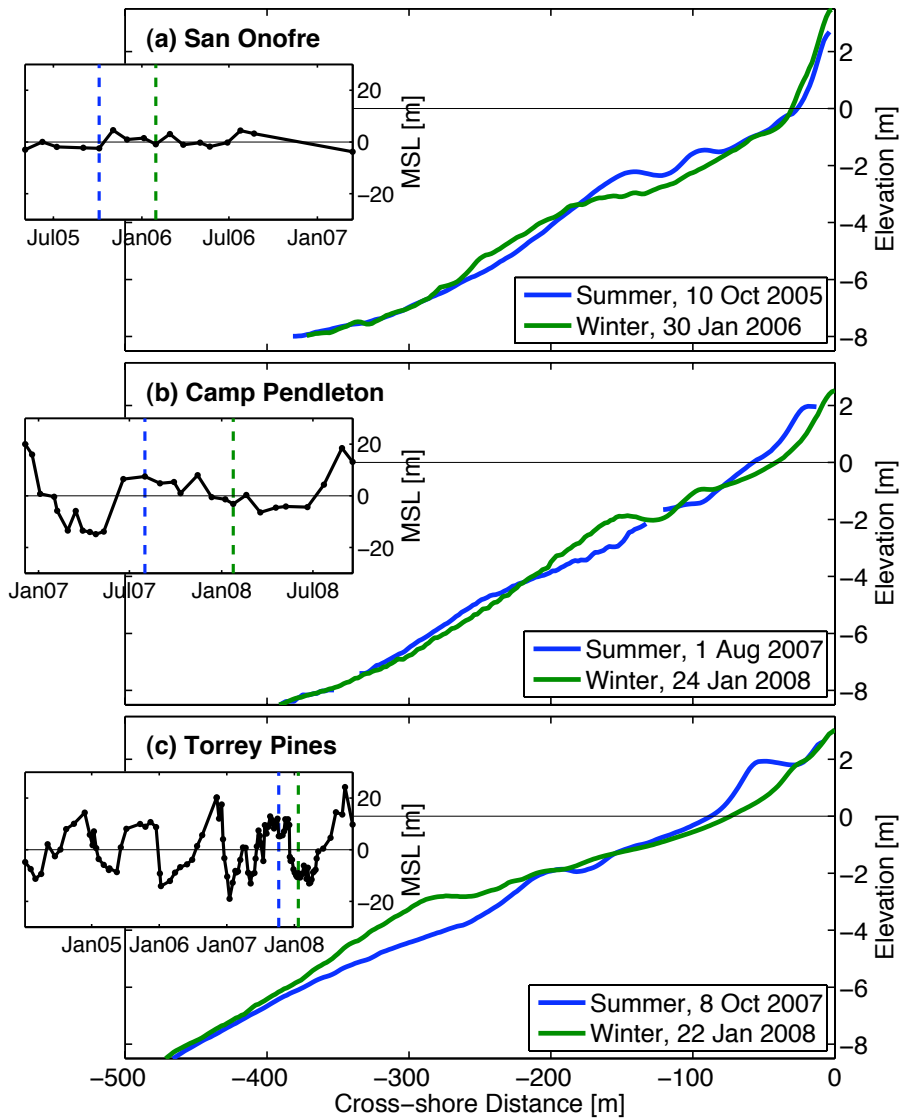 (a) San Onofre
20
0
−20
MSL [m]
Jul05 Jan06 Jul06 Jan07
2
0
−2
−4
−6
−8
Elevation [m]
Summer, 10 Oct 2005
Winter, 30 Jan 2006
(b) Camp Pendleton
20
0
−20
MSL [m]
Jan07 Jul07 Jan08 Jul08
2
0
−2
−4
−6
−8
Elevation [m]
Summer, 1 Aug 2007
Winter, 24 Jan 2008
(c) Torrey Pines
20
0
−20
MSL [m]
Jan05 Jan06 Jan07 Jan08
2
0
−2
−4
−6
−8
Elevation [m]
Summer, 8 Oct 2007
Winter, 22 Jan 2008
−500 −400 −300 −200 −100 0
Cross−shore Distance [m]